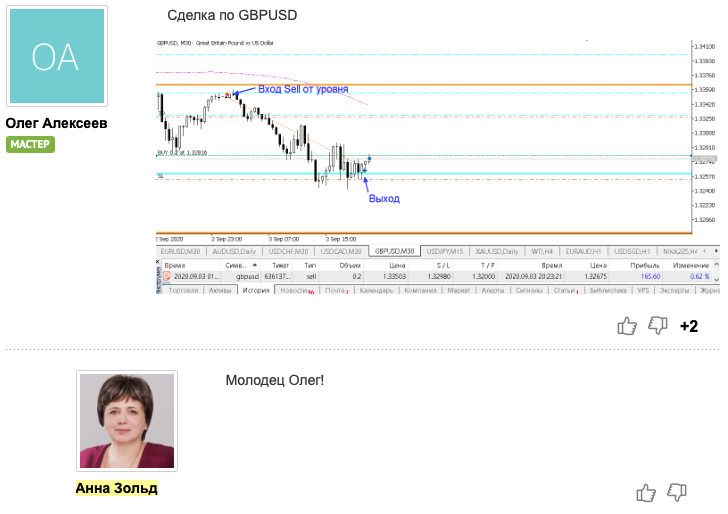 Сделка по GBPUSD
OA
Олег Алексеев
МАСТЕР
GBPUSD, M30: Great Britain Pound vs US Dollar
Вход Sell от уровня
BUY 0.2 at 1.32816
SL
Выход
1.34100
1.33930
1.33760
1.33590
1.33420
1.33250
1.33080
1.32910
1.32740
1.32570
1.32400
1.32230
1.32060
2 Sep 2020 2 Sep 23:00 3 Sep 07:00 3 Sep 15:00
EURUSD,M30 AUDUSD,Daily USDCHF,M30 USDCAD,M30 GBPUSD,M30 USDJPY,M15 XAUUSD,Daily WTI,H4 EURAUD,H1 USDSGD,H1 NIKK225,H4
Время Симв... Тикет Тип Объем Цена S / L T / P Время Цена Прибыль Изменение
2020.09.03 01... gbpusd 636137... sell 0.2 1.33503 1.32980 1.32000 2020.09.03 20:23:21 1.32675 165.60 0.62 %
Торговля Активы История Новости Почта Календарь Компания Маркет Алерты Сигналы Статьи Библиотека VPS Эксперты Журна
+2
Молодец Олег!
Анна Зольд